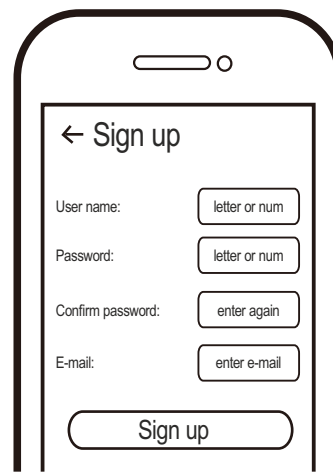 ← Sign up
User name: letter or num
Password: letter or num
Confirm password: enter again
E-mail: enter e-mail
Sign up